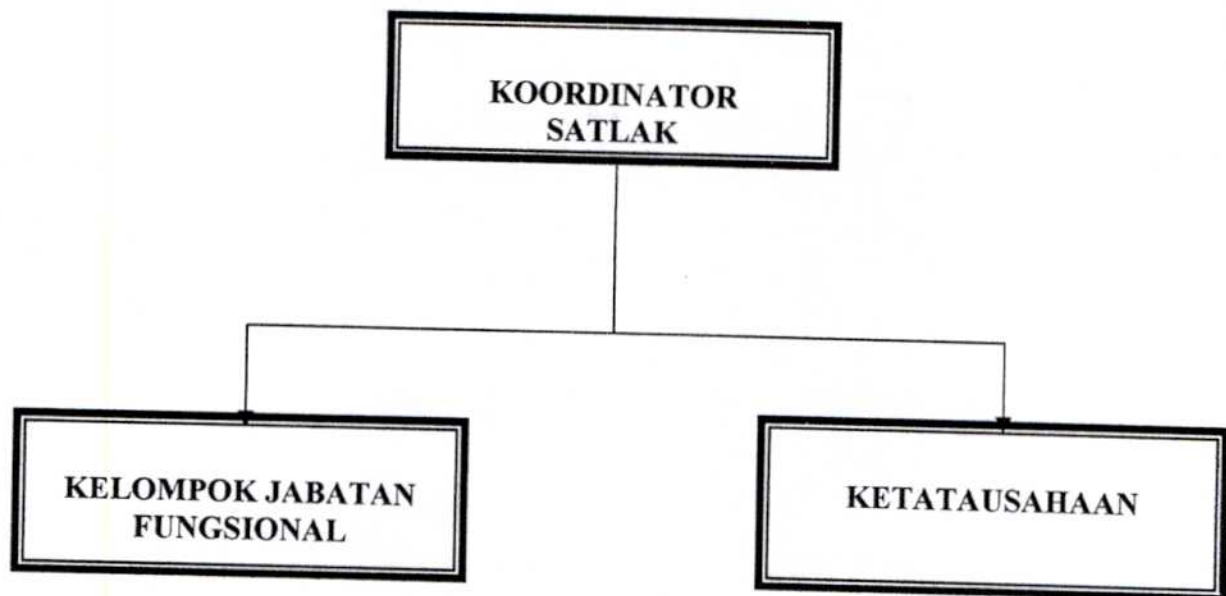 KOORDINATOR
SATLAK
KELOMPOK JABATAN
FUNGSIONAL
KETATAUSAHAAN